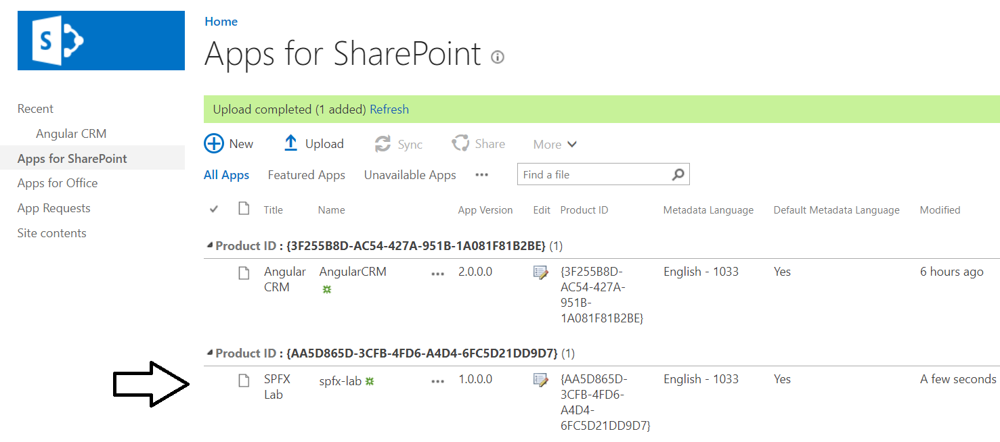 S
Home
Apps for SharePoint
Recent
Angular CRM
Apps for SharePoint
Apps for Office
App Requests
Site contents
Upload completed (1 added) Refresh
New Upload Sync Share More
All Apps Featured Apps Unavailable Apps ••• Find a file
Title Name App Version Edit Product ID Metadata Language Default Metadata Language Modified
Product ID : {3F255B8D-AC54-427A-951B-1A081F81B2BE} (1)
Angular AngularCRM ••• 2.0.0.0 {3F255B8D- English - 1033 Yes 6 hours ago
CRM AC54-427A-
951B-
1A081F81B2BE}
Product ID : {AA5D865D-3CFB-4FD6-A4D4-6FC5D21DD9D7} (1)
SPFX spfx-lab ••• 1.0.0.0 {AA5D865D- English - 1033 Yes A few seconds
Lab 3CFB-4FD6-
A4D4-
6FC5D21DD9D7}